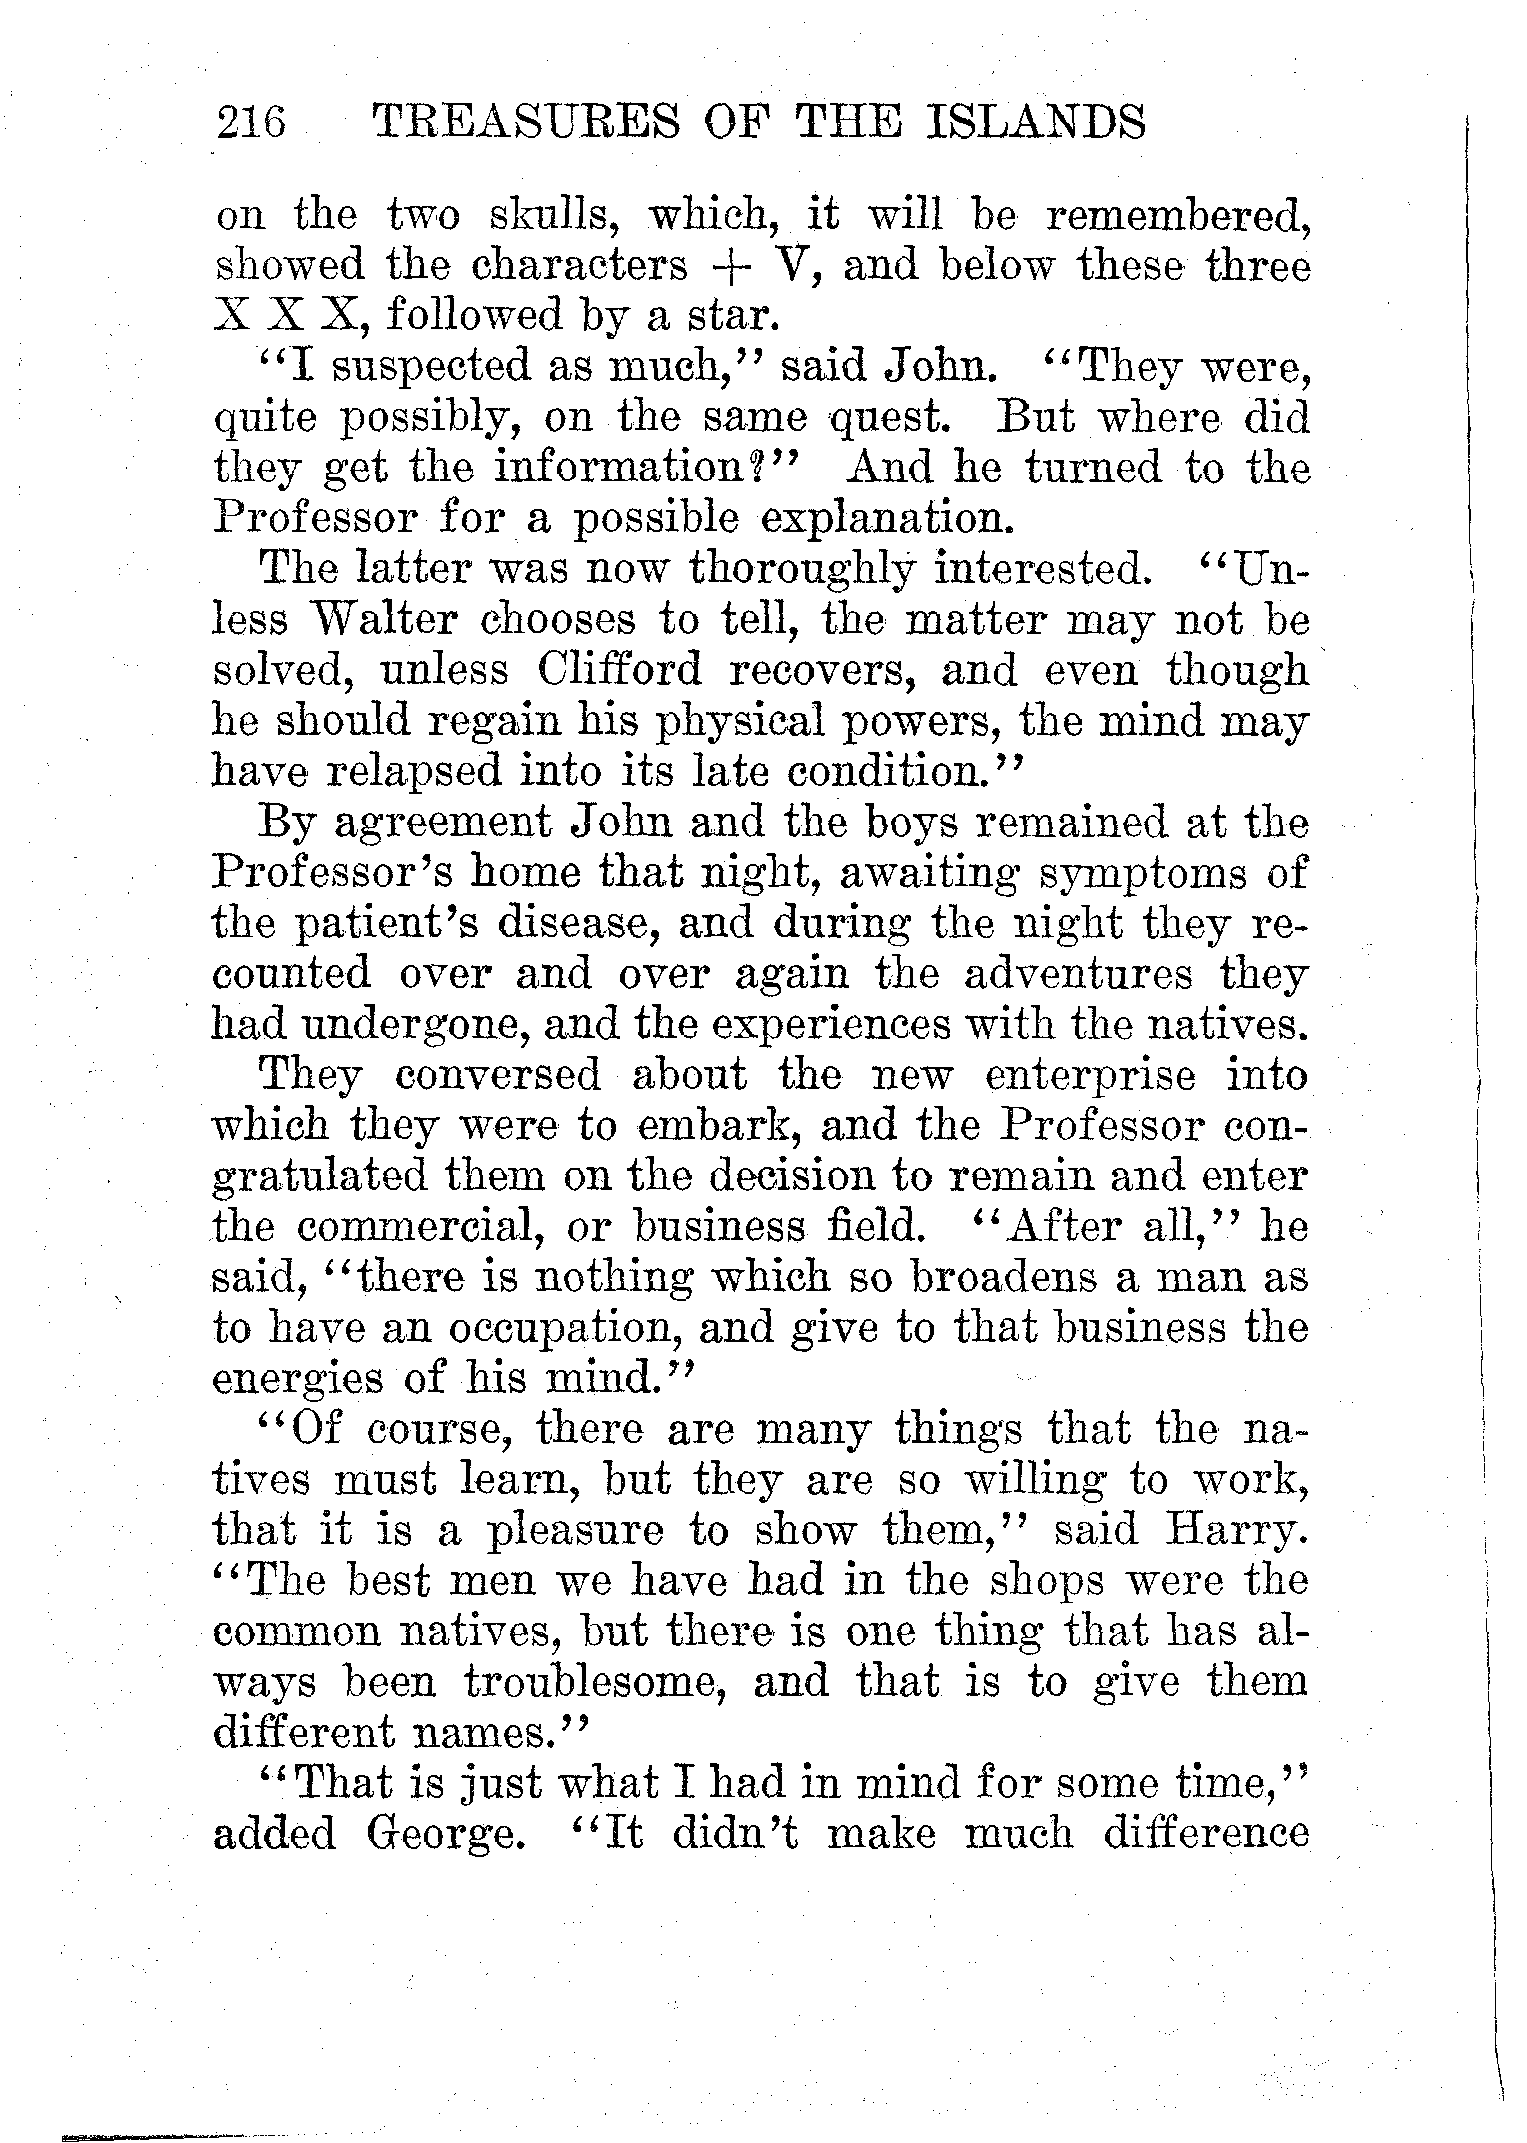 216 TREASURES OF THE ISLANDS
on the two skulls, which, it will be remembered,
showed the characters + V, and below these three
X X X, followed by a star.
"I suspected as much," said John. "They were,
quite possibly, on the same quest. But where did
they get the information?" And he turned to the
Professor for a possible explanation.
The latter was now thoroughly interested. "Un-
less Walter chooses to tell, the matter may not be
solved, unless Clifford recovers, and even though
he should regain his physical powers, the mind may
have relapsed into its late condition."
By agreement John and the boys remained at the
Professor's home that night, awaiting symptoms of
the patient's disease, and during the night they re-
counted over and over again the adventures they
had undergone, and the experiences with the natives.
They conversed about the new enterprise into
which they were to embark, and the Professor con-
gratulated them on the decision to remain and enter
the commercial, or business field. "After all," he
said, "there is nothing which so broadens a man as
to have an occupation, and give to that business the
energies of his mind."
"Of course, there are many things that the na-
tives must learn, but they are so willing to work,
that it is a pleasure to show them," said Harry.
"The best men we have had in the shops were the
common natives, but there is one thing that has al-
ways been troublesome, and that is to give them
different names."
"That is just what I had in mind for some time,"
added George. "It didn't make much difference